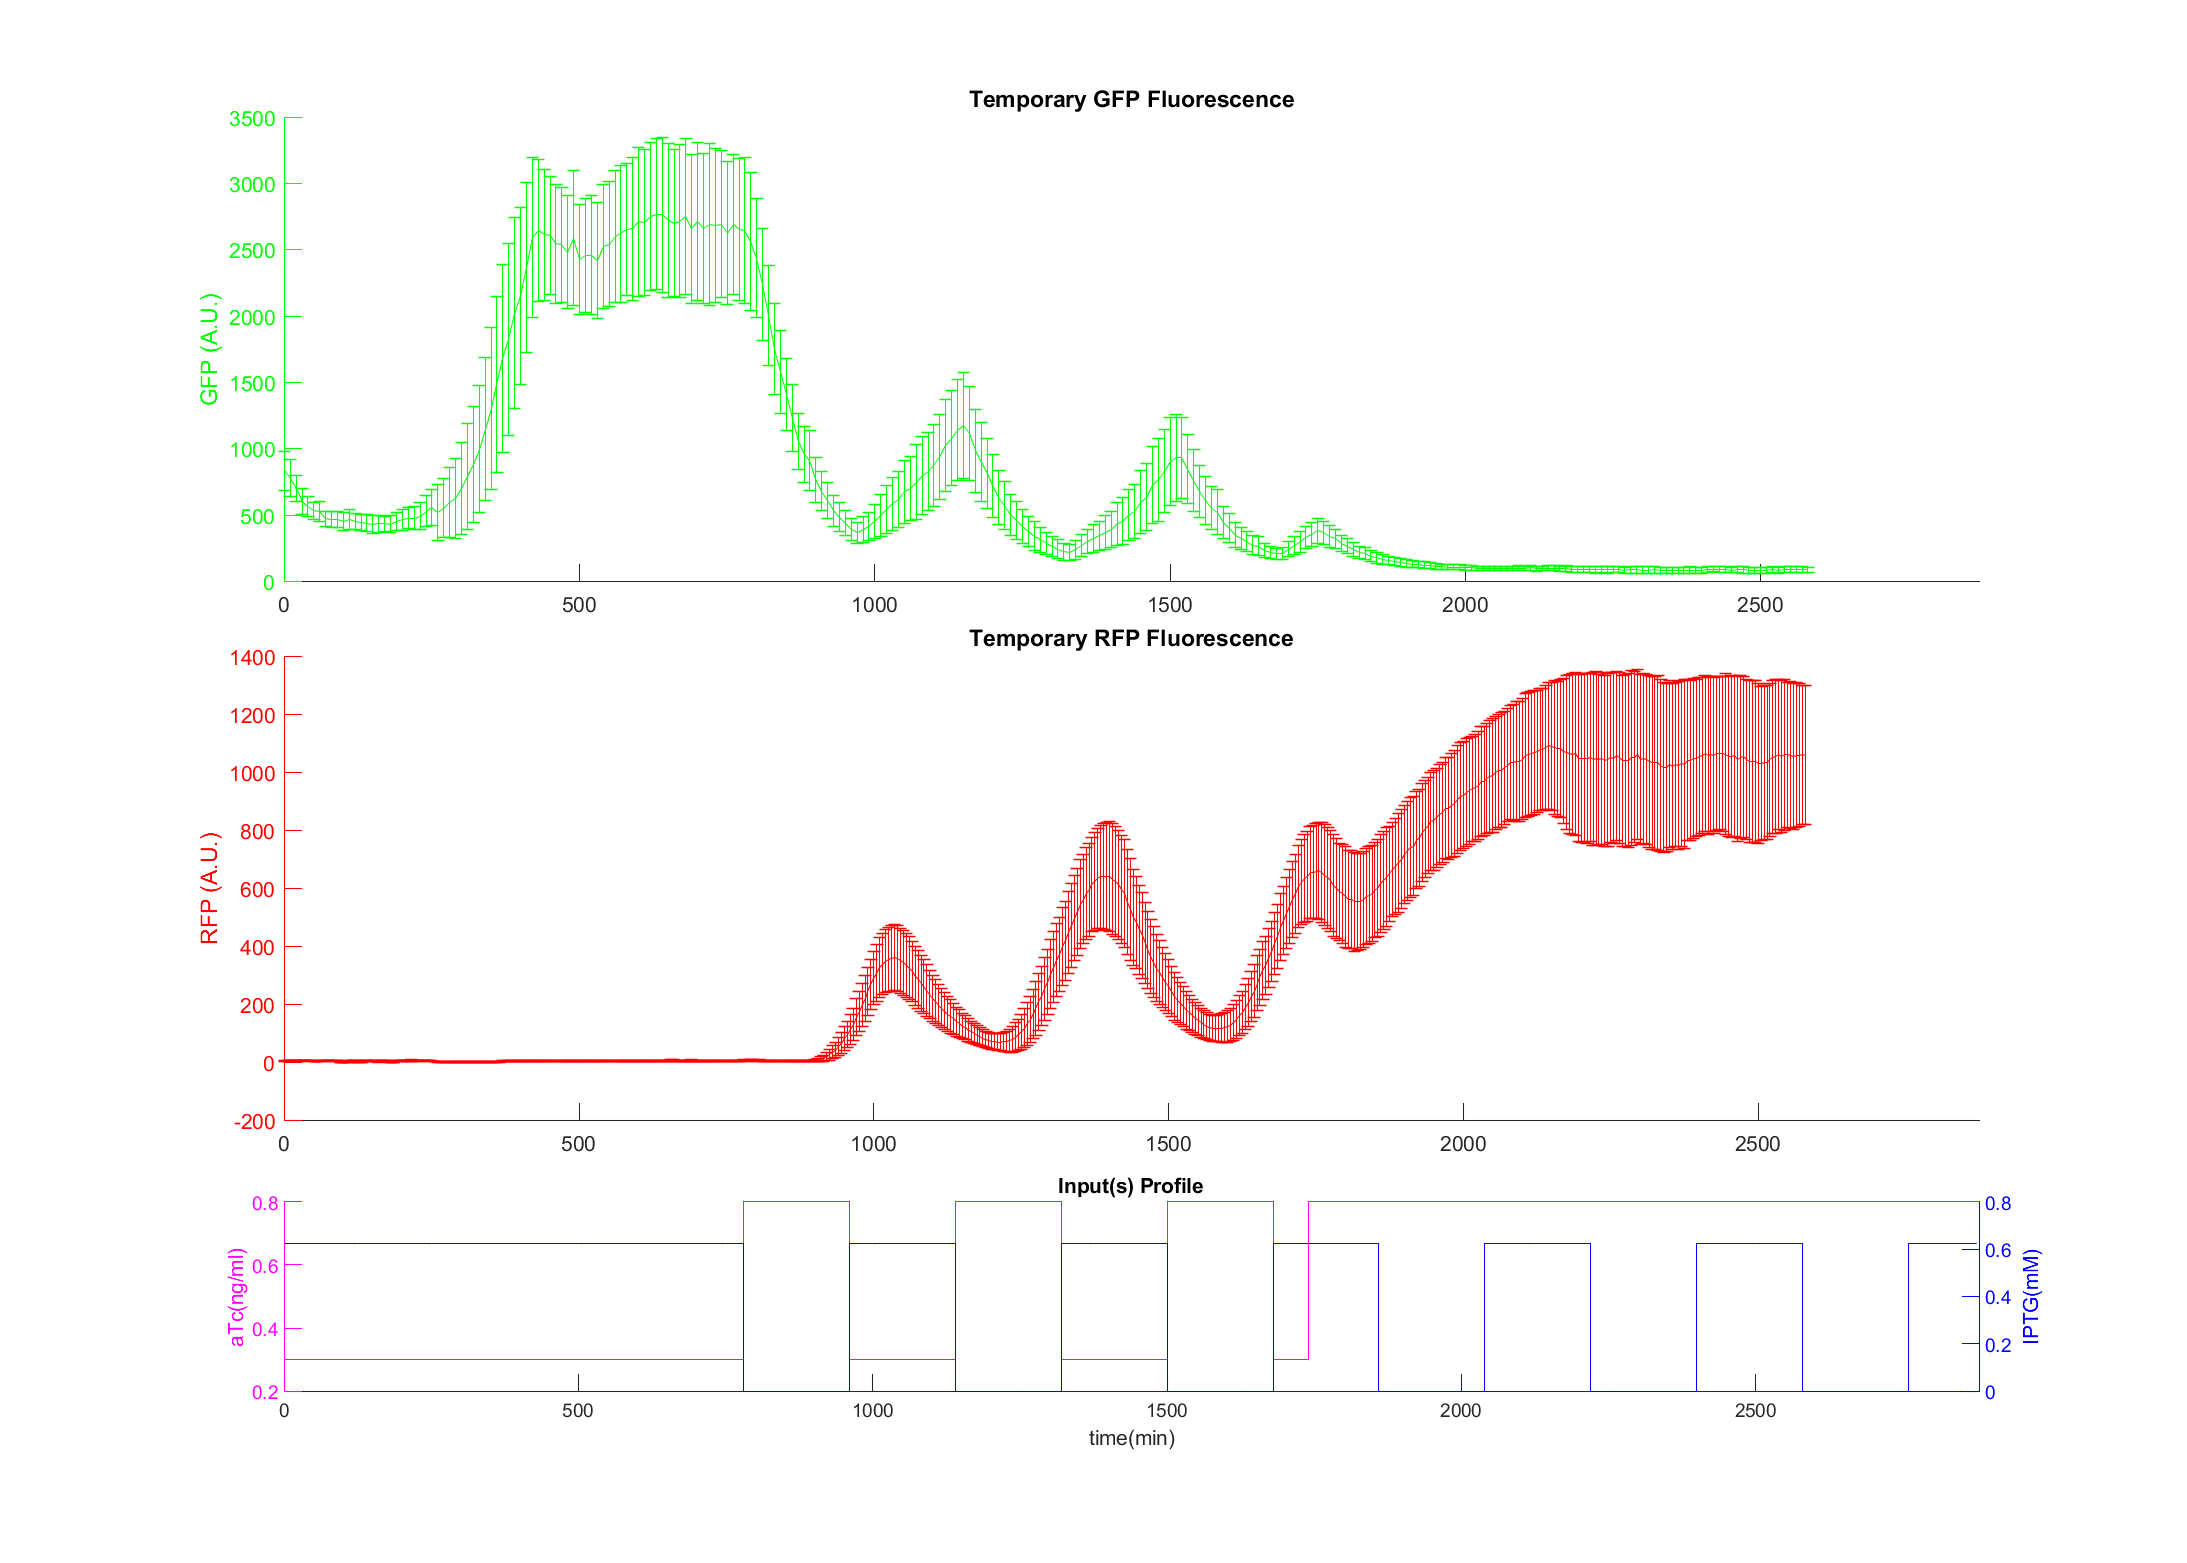 Temporary GFP Fluorescence
GFP (A.U.)
3500
3000
2500
2000
1500
1000
500
0
0 500 1000 1500 2000 2500
Temporary RFP Fluorescence
RFP (A.U.)
1400
1200
1000
800
600
400
200
0
-200
0 500 1000 1500 2000 2500
Input(s) Profile
aTc(ng/ml)
0.8
0.6
0.4
0.2
IPTG(mM)
0.8
0.6
0.4
0.2
0
0 500 1000 1500 2000 2500
time(min)